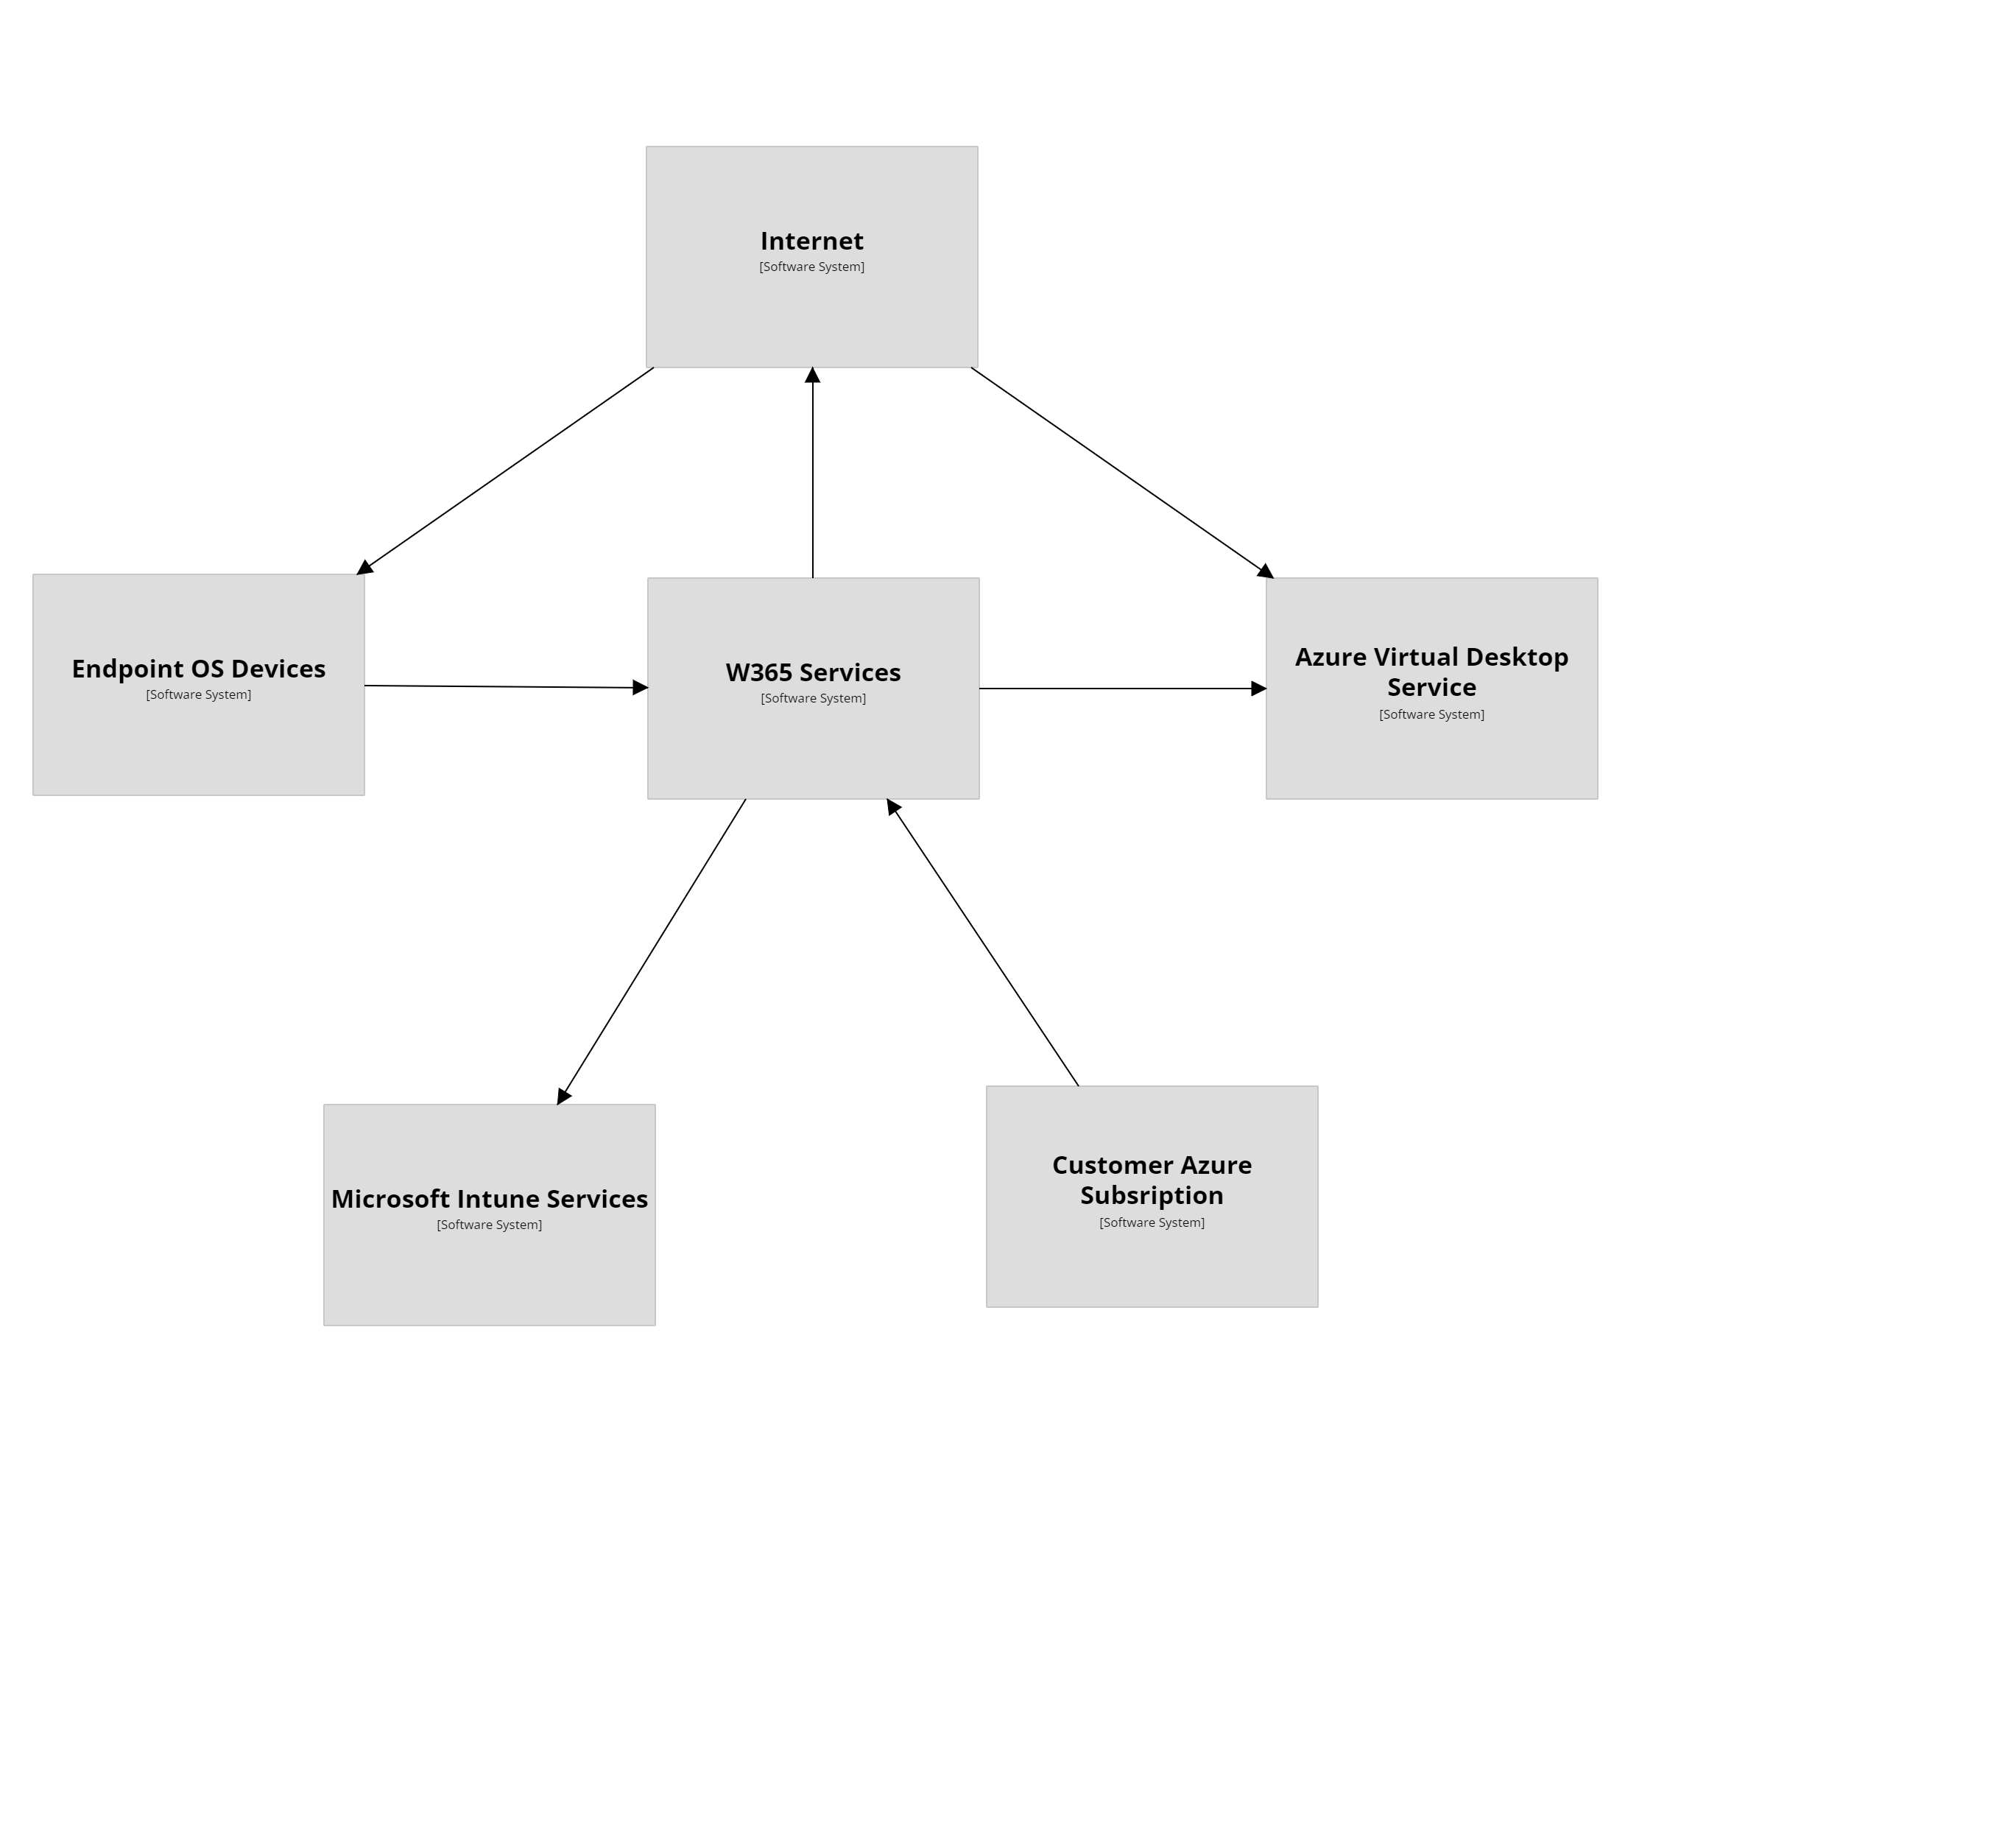 Internet
[Software System]
Endpoint OS Devices
[Software System]
W365 Services
[Software System]
Azure Virtual Desktop
Service
[Software System]
Microsoft Intune Services
[Software System]
Customer Azure
Subsription
[Software System]